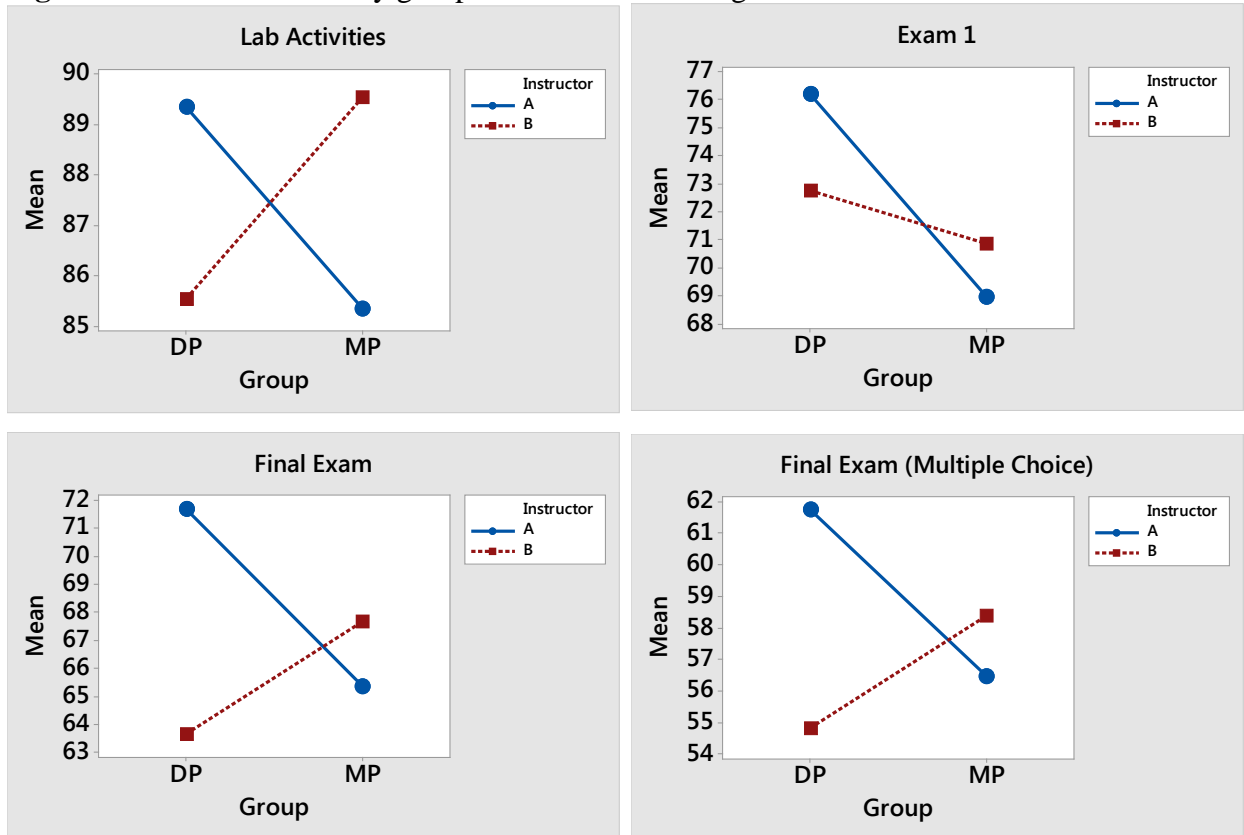 by group
Lab Activities
90
89
88
87
86
85
Mean
DP MP
Group
Instructor
A
B
Exam 1
77
76
75
74
73
72
71
70
69
68
Mean
DP MP
Group
Instructor
A
B
Final Exam
72
71
70
69
68
67
66
65
64
63
Mean
DP MP
Group
Instructor
A
B
Final Exam (Multiple Choice)
62
61
60
59
58
57
56
55
54
Mean
DP MP
Group
Instructor
A
B